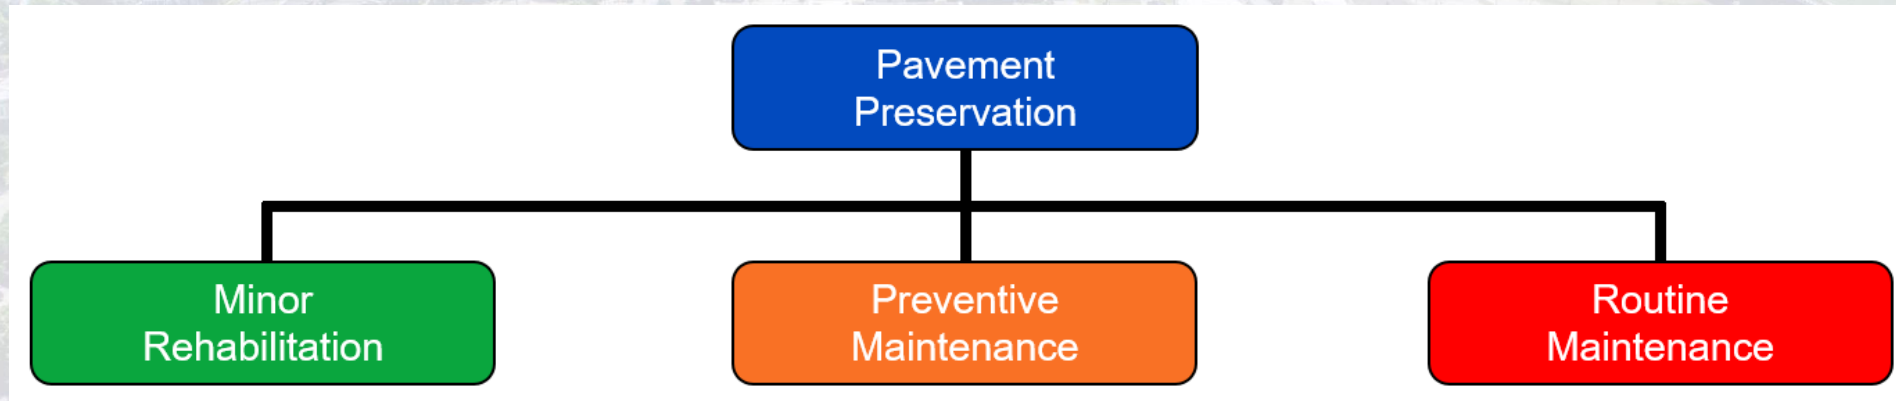 Pavement
Preservation
Minor
Rehabilitation
Preventive
Maintenance
Routine
Maintenance